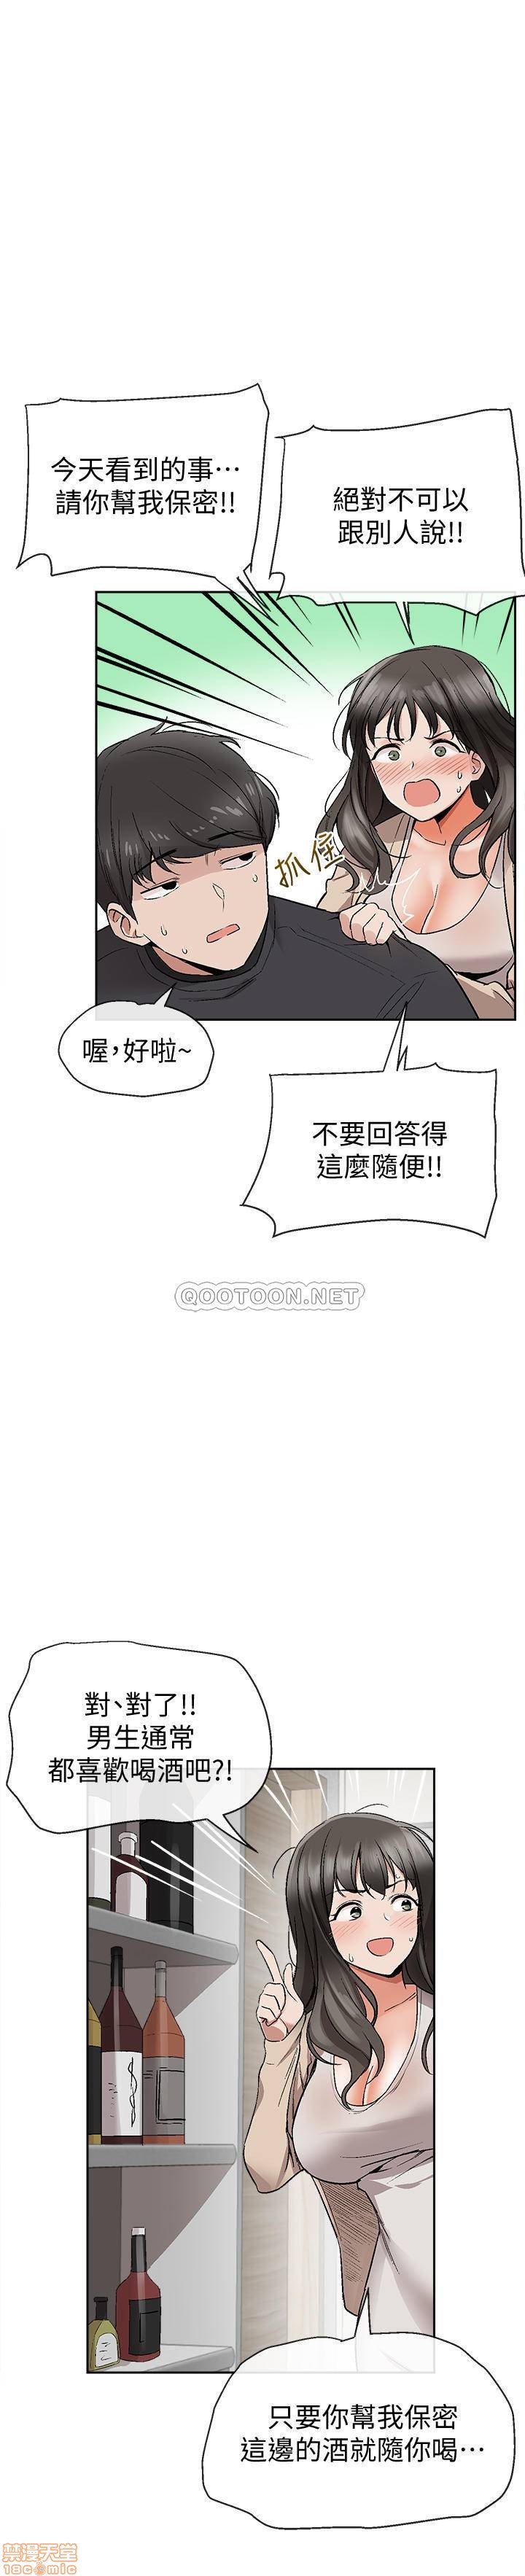 今天看到的事…
請你幫我保密!!
絕對不可以
跟別人說!!
抓住
喔,好啦~
不要回答得
這麼隨便!!
QOOTOON.NET
對、對了!!
男生通常
都喜歡喝酒吧?!
只要你幫我保密
這邊的酒就隨你喝…
禁漫天堂
18comic